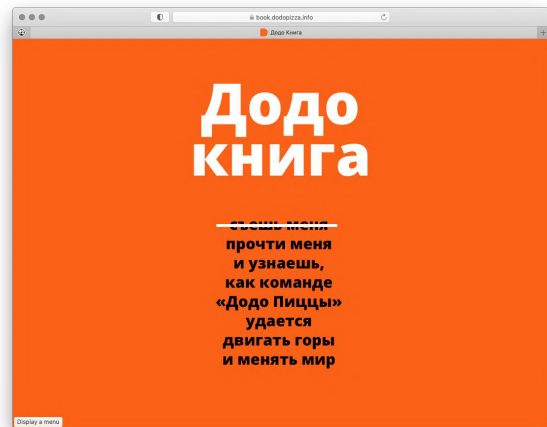 book.dodopizza.info
Додо Книга
Додо
книга
съешь меня
прочти меня
и узнаешь,
как команде
«Додо Пиццы»
удается
двигать горы
и менять мир
Display a menu